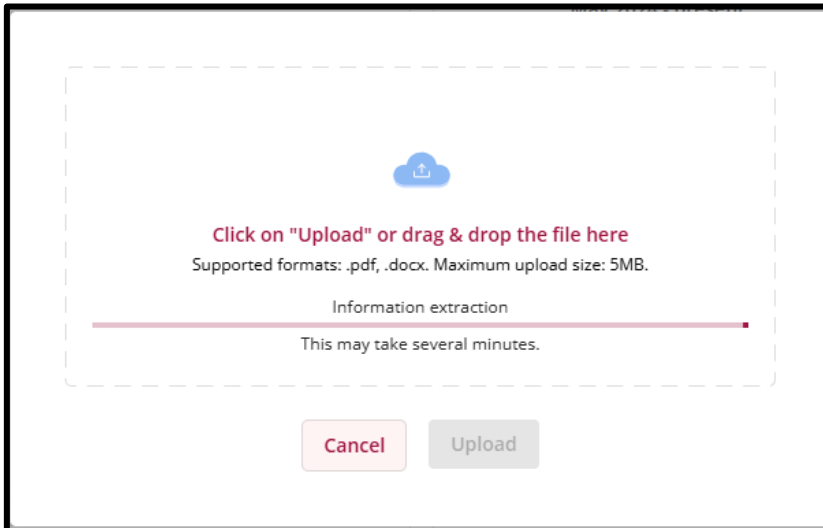 Click on "Upload" or drag & drop the file here
Supported formats: .pdf, .docx. Maximum upload size: 5MB.
Information extraction
This may take several minutes.
Cancel
Upload